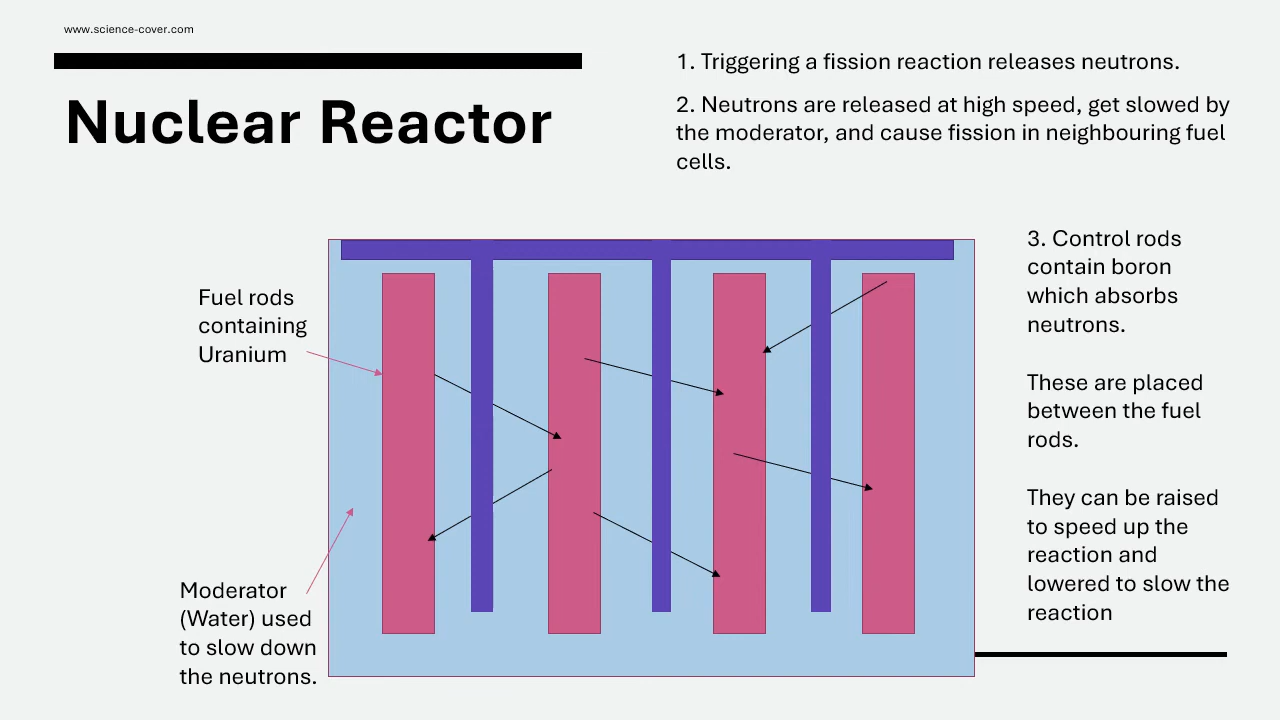 www.science-cover.com
Nuclear Reactor
1. Triggering a fission reaction releases neutrons.
2. Neutrons are released at high speed, get slowed by
the moderator, and cause fission in neighbouring fuel
cells.
Fuel rods
containing
Uranium
Moderator
(Water) used
to slow down
the neutrons.
3. Control rods
contain boron
which absorbs
neutrons.
These are placed
between the fuel
rods.
They can be raised
to speed up the
reaction and
lowered to slow the
reaction